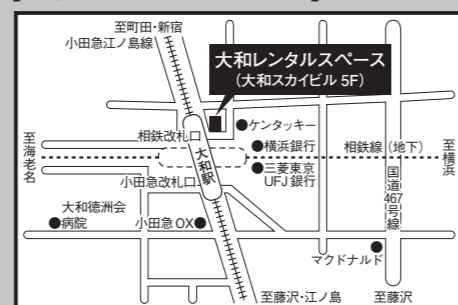 至町田・新宿
小田急江ノ島線
大和レンタルスペース
（大和スカイビル 5F）
ケンタッキー
相鉄改札口
横浜銀行
相鉄線（地下）
至海老名
至横浜
大和駅
三菱東京
UFJ 銀行
小田急改札口
国道467号線
大和徳洲会
病院
小田急 OX
マクドナルド
至藤沢・江ノ島
至藤沢